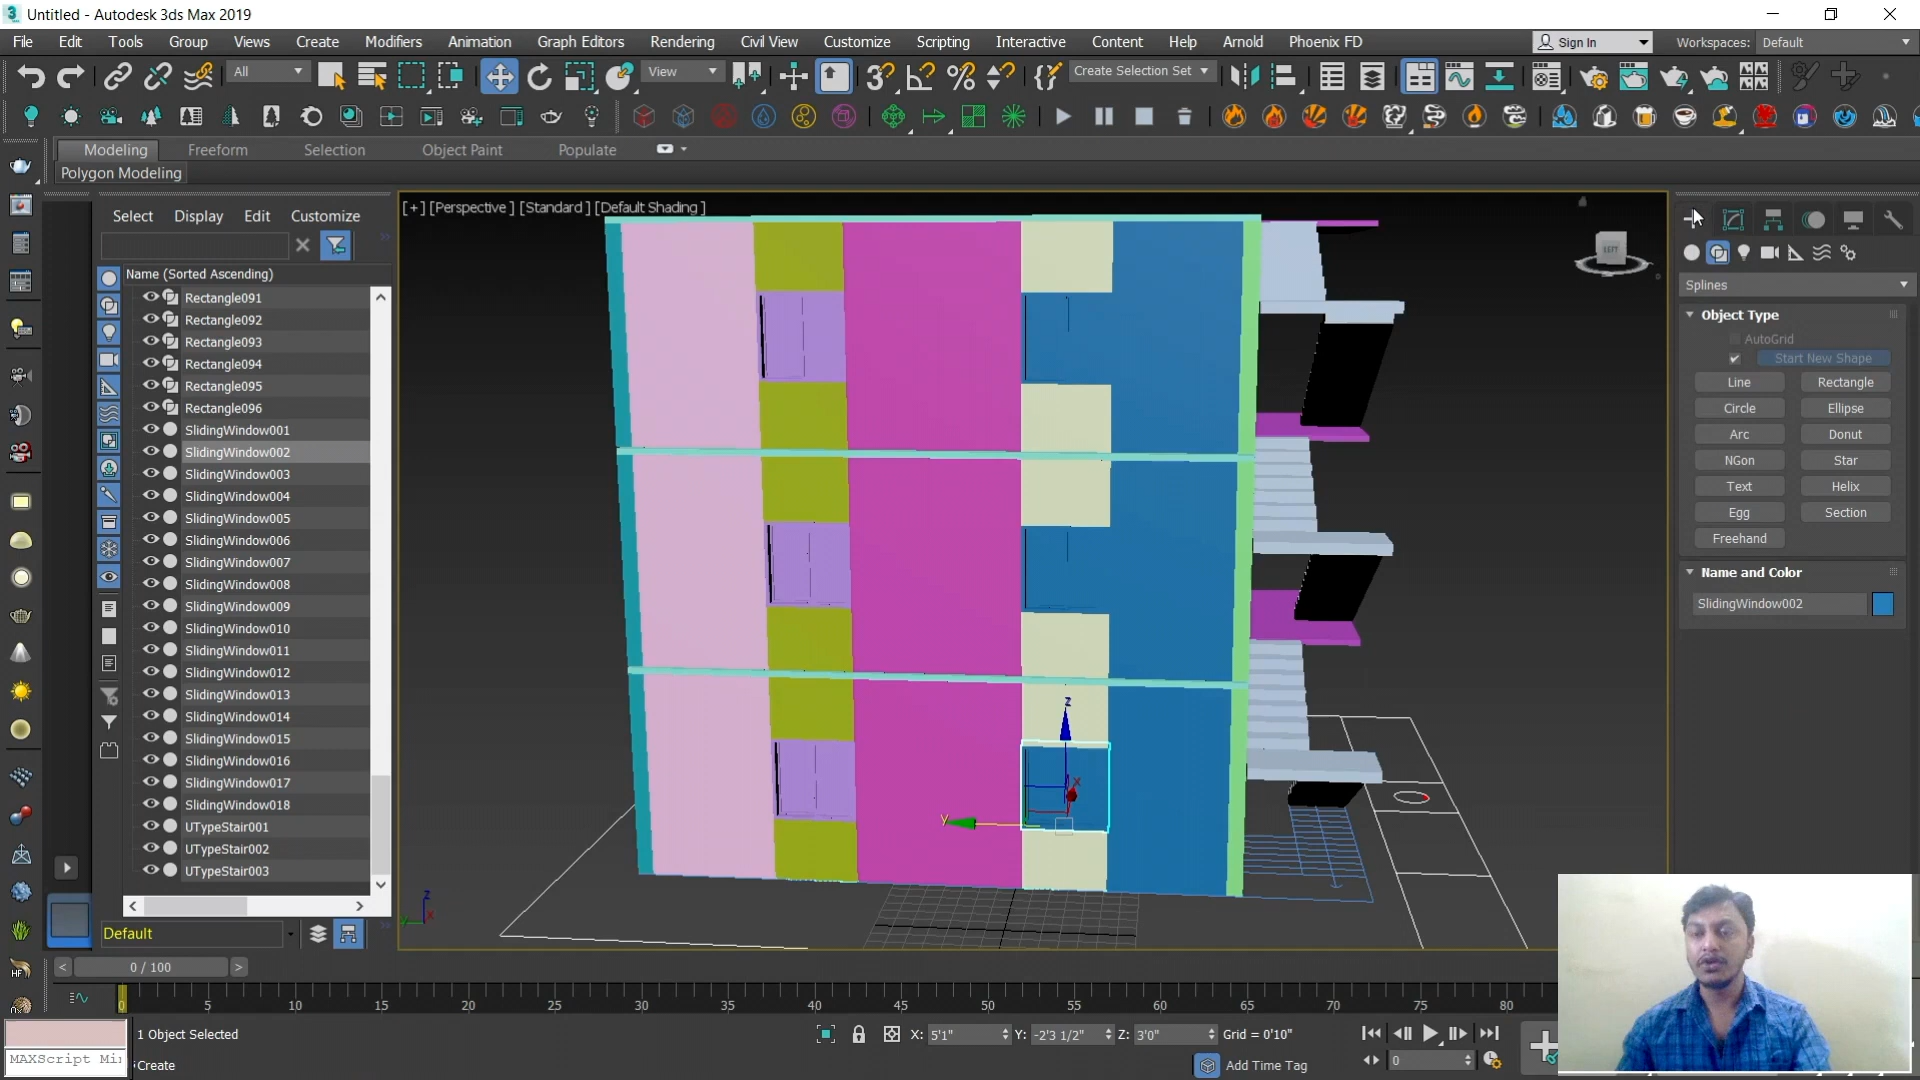 Untitled - Autodesk 3ds Max 2019
File Edit Tools Group Views Create Modifiers Animation Graph Editors Rendering Civil View Customize Scripting Interactive Content Help Arnold Phoenix FD Sign In Workspaces: Default
All View Create Selection Set
Modeling Freeform Selection Object Paint Populate
Polygon Modeling
[+] [Perspective ] [Standard ] [Default Shading ]
LEFT
Select Display Edit Customize
Name (Sorted Ascending)
Rectangle091
Rectangle092
Rectangle093
Rectangle094
Rectangle095
Rectangle096
SlidingWindow001
SlidingWindow002
SlidingWindow003
SlidingWindow004
SlidingWindow005
SlidingWindow006
SlidingWindow007
SlidingWindow008
SlidingWindow009
SlidingWindow010
SlidingWindow011
SlidingWindow012
SlidingWindow013
SlidingWindow014
SlidingWindow015
SlidingWindow016
SlidingWindow017
SlidingWindow018
UTypeStair001
UTypeStair002
UTypeStair003
Default
z
x
y
z
x
Splines
Object Type
AutoGrid
Start New Shape
Line Rectangle
Circle Ellipse
Arc Donut
NGon Star
Text Helix
Egg Section
Freehand
Name and Color
SlidingWindow002
< 0 / 100 >
0 5 10 15 20 25 30 35 40 45 50 55 60 65 70 75 80
1 Object Selected X: 5'1" Y: -2'3 1/2" Z: 3'0" Grid = 0'10"
MAXScript Mi
Create
Add Time Tag
0